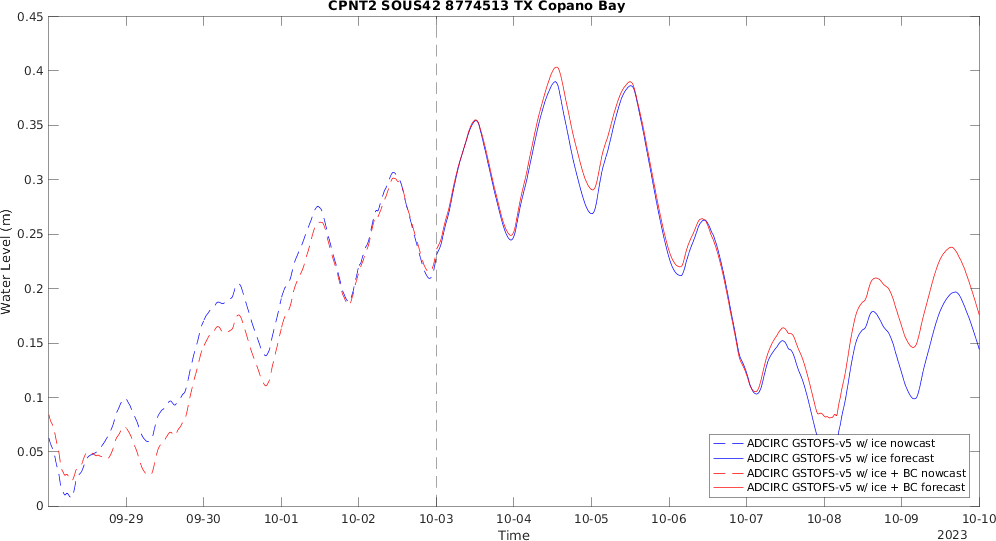 CPNT2 SOUS42 8774513 TX Copano Bay
0.45
0.4
0.35
0.3
0.25
0.2
0.15
0.1
0.05
0
Water Level (m)
ADCIRC GSTOFS-v5 w/ ice nowcast
ADCIRC GSTOFS-v5 w/ ice forecast
ADCIRC GSTOFS-v5 w/ ice + BC nowcast
ADCIRC GSTOFS-v5 w/ ice + BC forecast
09-29 09-30 10-01 10-02 10-03 10-04 10-05 10-06 10-07 10-08 10-09 10-10
Time
2023